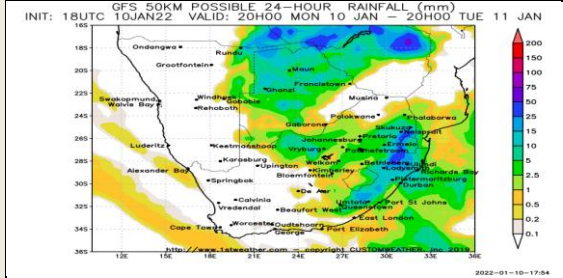 GFS 50KM POSSIBLE 24-HOUR RAINFALL (mm)
INIT: 18UTC 10JAN22 VALID: 20H00 MON 10 JAN - 20H00 TUE 11 JAN
16S
18S
20S
22S
24S
26S
28S
30S
32S
34S
36S
Ondangwa
Rundu
Grootfontein
Maun
Ghanzi
Francistown
Windhoek
Gobabis
Swakopmund
Walvis Bay
Rehoboth
Musina
Polokwane
Phalaborwa
Gaborone
Skukuza
Nelspruit
Pretoria
Johannesburg
Ermelo
Vryburg
Luderitz
Keetmanshoop
Karasburg
Upington
Welkom
Bethlehem
Ladysmith
Kimberley
Bloemfontein
Richards Bay
Pietermaritzburg
Durban
Alexander Bay
Springbok
De Aar
Calvinia
Vredendal
Beaufort West
Umtata
Port St Johns
Queenstown
East London
Cape Town
Worcester
Oudtshoorn
George
Port Elizabeth
http://www.1stweather.com - copyright CUSTOMWEATHER, inc 2019
12E 15E 18E 21E 24E 27E 30E 33E 36E
200
150
100
75
50
25
15
10
5
2.5
1
0.5
0.2
0.1
2022-01-10-17:54